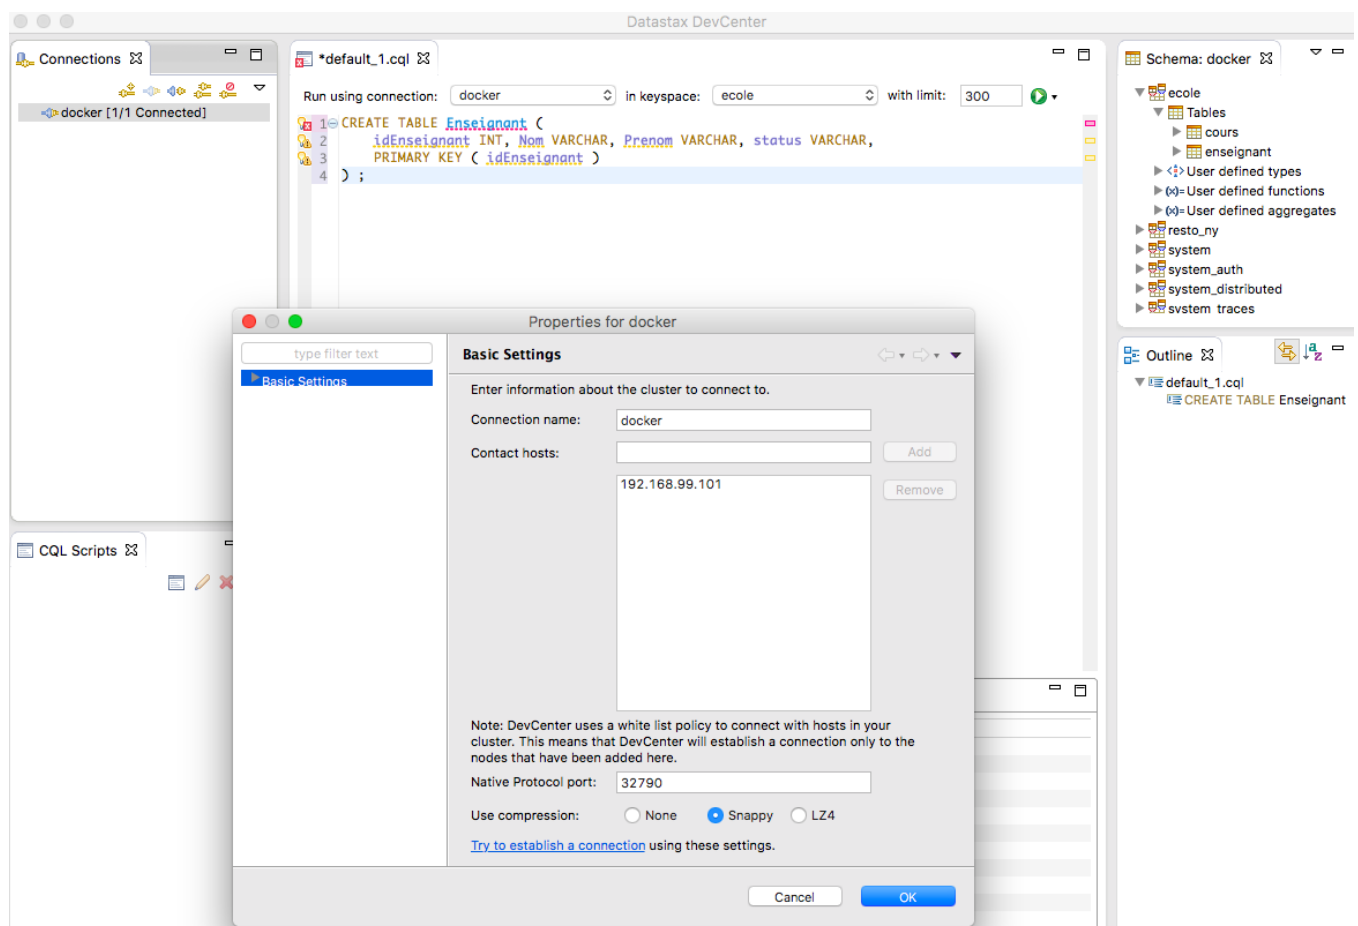 Datastax DevCenter
Connections
docker [1/1 Connected]
*default_1.cql
Run using connection: docker in keyspace: ecole with limit: 300
1 CREATE TABLE Enseignant (
2 idEnseignant INT, Nom VARCHAR, Prenom VARCHAR, status VARCHAR,
3 PRIMARY KEY ( idEnseignant )
4 ) ;
Schema: docker
ecole
Tables
cours
enseignant
User defined types
(x)= User defined functions
(x)= User defined aggregates
resto_ny
system
system_auth
system_distributed
system_traces
Outline
default_1.cql
CREATE TABLE Enseignant
CQL Scripts
Properties for docker
type filter text
Basic Settings
Basic Settings
Enter information about the cluster to connect to.
Connection name: docker
Contact hosts:
Add
192.168.99.101
Remove
Note: DevCenter uses a white list policy to connect with hosts in your
cluster. This means that DevCenter will establish a connection only to the
nodes that have been added here.
Native Protocol port: 32790
Use compression: None Snappy LZ4
Try to establish a connection using these settings.
Cancel
OK